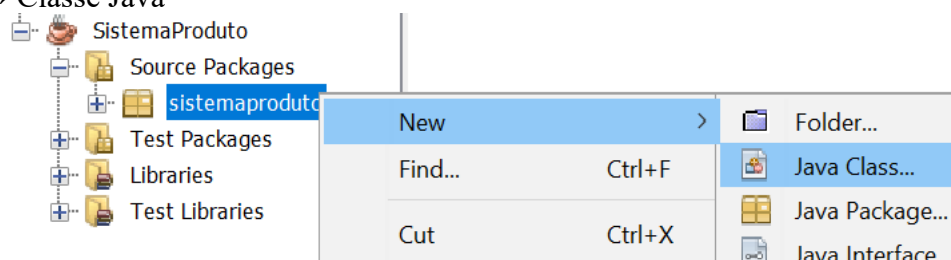 Classe Java
SistemaProduto
Source Packages
sistemaproduto
New
Folder...
Test Packages
Find... Ctrl+F
Java Class...
Libraries
Java Package...
Test Libraries
Cut Ctrl+X
Java Interface